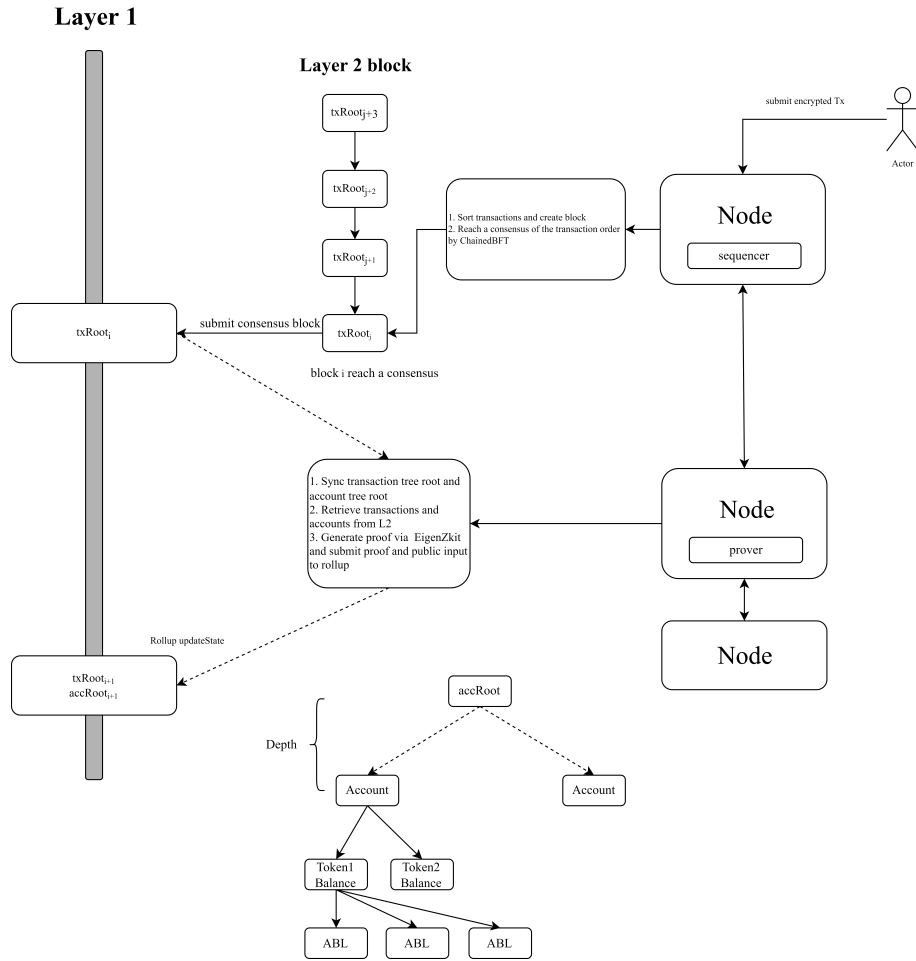 Layer 1
Layer 2 block
txRootj+3
submit encrypted Tx
Actor
txRootj+2
Node
sequencer
1. Sort transactions and create block
2. Reach a consensus of the transaction order
by ChainedBFT
txRootj+1
txRooti
submit consensus block
txRootj
block i reach a consensus
1. Sync transaction tree root and
account tree root
2. Retrieve transactions and
accounts from L2
3. Generate proof via EigenZkit
and submit proof and public input
to rollup
Node
prover
Rollup updateState
Node
txRooti+1
accRooti+1
accRoot
Depth
Account
Account
Token1
Balance
Token2
Balance
ABL
ABL
ABL